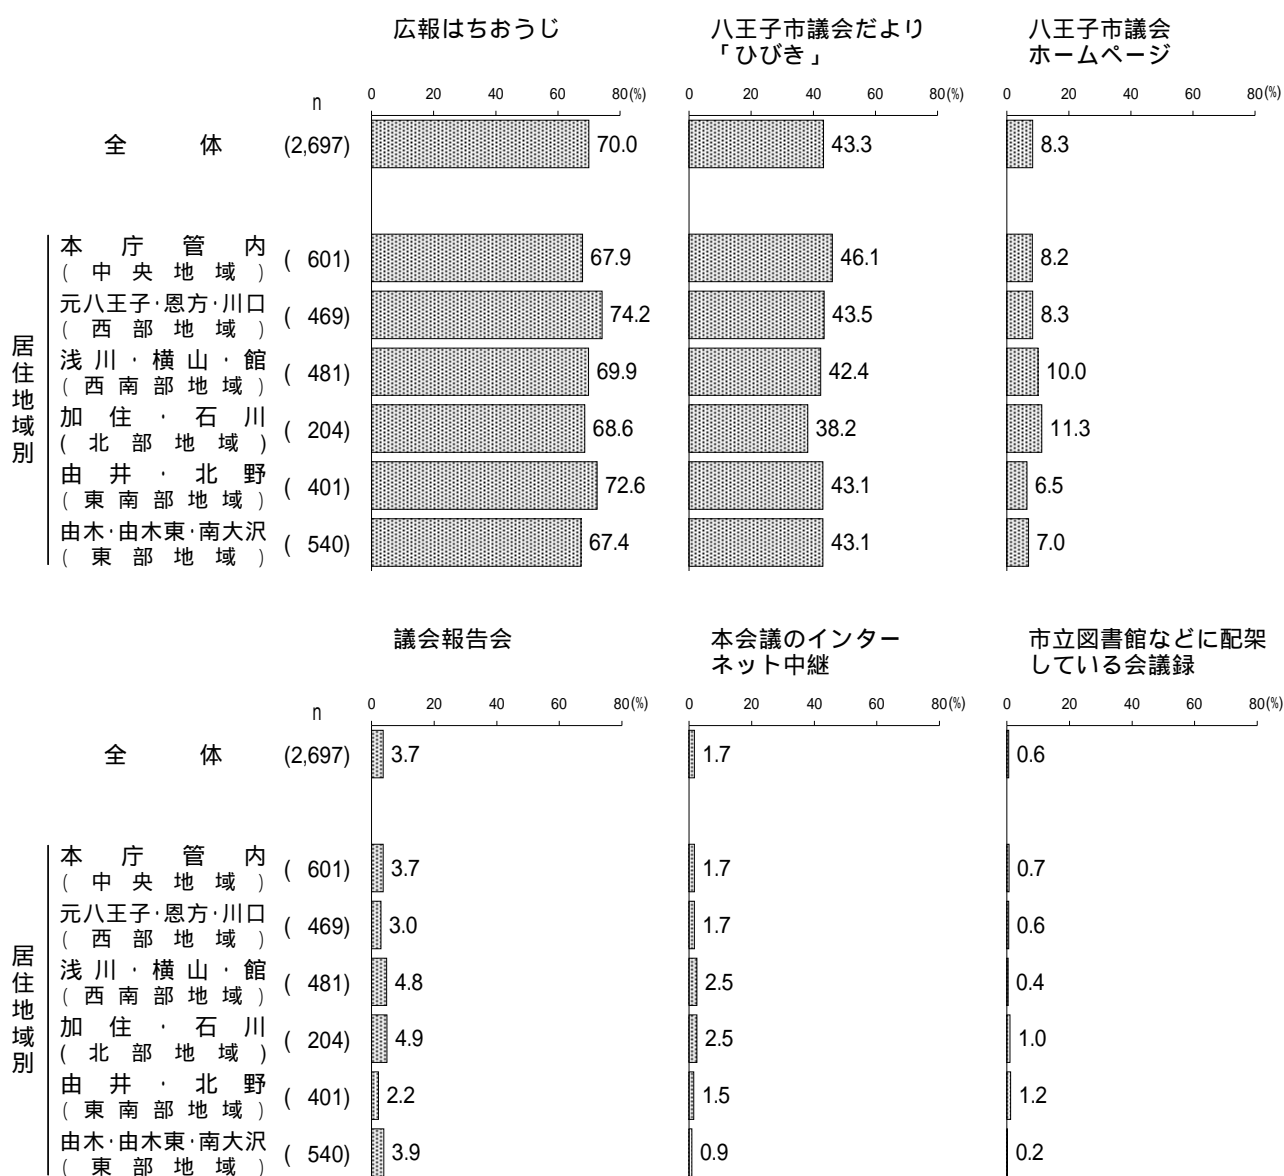 広報はちおうじ
八王子市議会だより
「ひびき」
八王子市議会
ホームページ
n 0 20 40 60 80(%) 0 20 40 60 80(%) 0 20 40 60 80(%)
全体 (2,697) 70.0 43.3 8.3
居住地域別
本庁管内
(中央地域) ( 601) 67.9 46.1 8.2
元八王子・恩方・川口
(西部地域) ( 469) 74.2 43.5 8.3
浅川・横山・館
(西南部地域) ( 481) 69.9 42.4 10.0
加住・石川
(北部地域) ( 204) 68.6 38.2 11.3
由井・北野
(東南部地域) ( 401) 72.6 43.1 6.5
由木・由木東・南大沢
(東部地域) ( 540) 67.4 43.1 7.0
議会報告会
本会議のインター
ネット中継
市立図書館などに配架
している会議録
n 0 20 40 60 80(%) 0 20 40 60 80(%) 0 20 40 60 80(%)
全体 (2,697) 3.7 1.7 0.6
居住地域別
本庁管内
(中央地域) ( 601) 3.7 1.7 0.7
元八王子・恩方・川口
(西部地域) ( 469) 3.0 1.7 0.6
浅川・横山・館
(西南部地域) ( 481) 4.8 2.5 0.4
加住・石川
(北部地域) ( 204) 4.9 2.5 1.0
由井・北野
(東南部地域) ( 401) 2.2 1.5 1.2
由木・由木東・南大沢
(東部地域) ( 540) 3.9 0.9 0.2